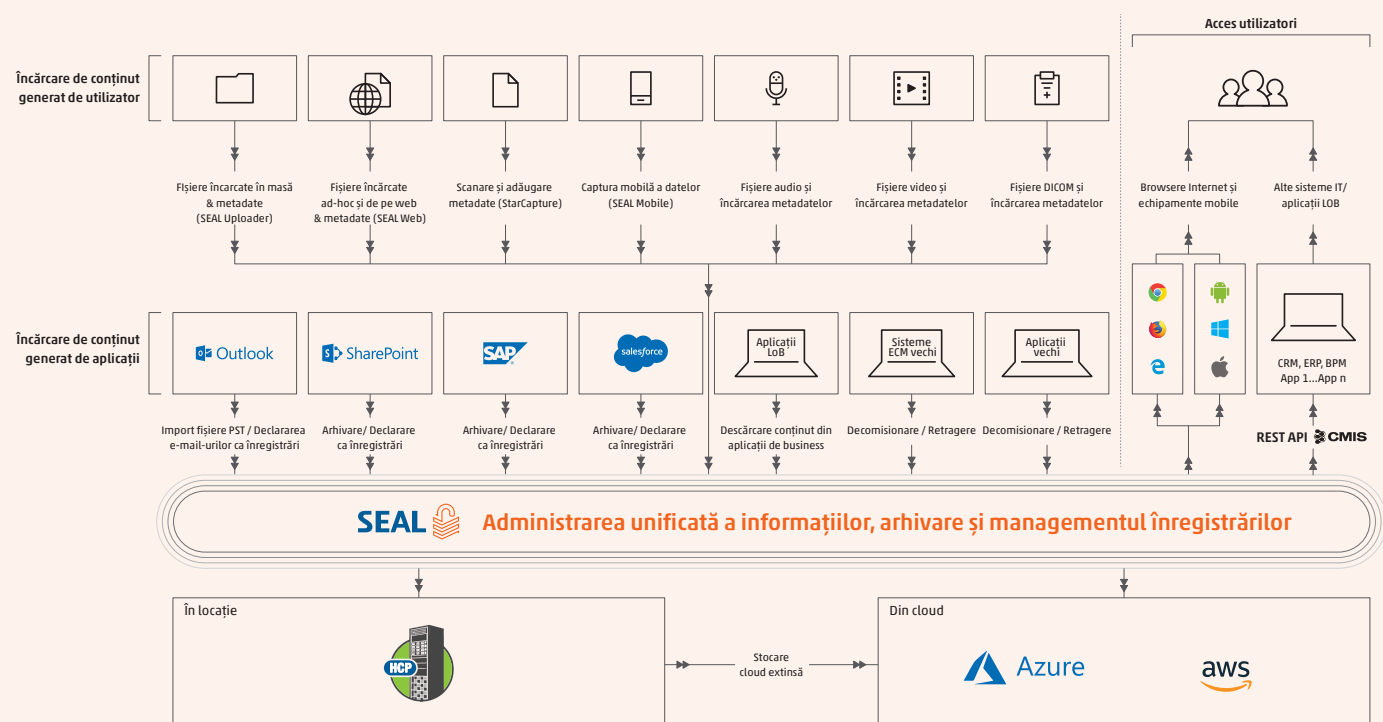 Acces utilizatori
Încărcare de conținut
generat de utilizator
FIșiere încarcate în masă
& metadate
(SEAL Uploader)
Fișiere încărcate
ad-hoc și de pe web
& metadate (SEAL Web)
Scanare și adăugare
metadate (StarCapture)
Captura mobilă a datelor
(SEAL Mobile)
Fișiere audio și
încărcarea metadatelor
Fișiere video și
încărcarea metadatelor
Fișiere DICOM și
încărcarea metadatelor
Browsere Internet și
echipamente mobile
Alte sisteme IT/
aplicații LOB
Încărcare de conținut
generat de aplicații
Outlook
SharePoint
SAP
salesforce
Aplicații
LoB
Sisteme
ECM vechi
Aplicații
vechi
CRM, ERP, BPM
App 1...App n
Import fișiere PST / Declararea
e-mail-urilor ca înregistrări
Arhivare/ Declarare
ca înregistrări
Arhivare/ Declarare
ca înregistrări
Arhivare/ Declarare
ca înregistrări
Descărcare conținut din
aplicații de business
Decomisionare / Retragere
Decomisionare / Retragere
REST API CMIS
SEAL Administrarea unificată a informațiilor, arhivare și managementul înregistrărilor
În locație
HCP
Stocare
cloud extinsă
Din cloud
Azure
aws